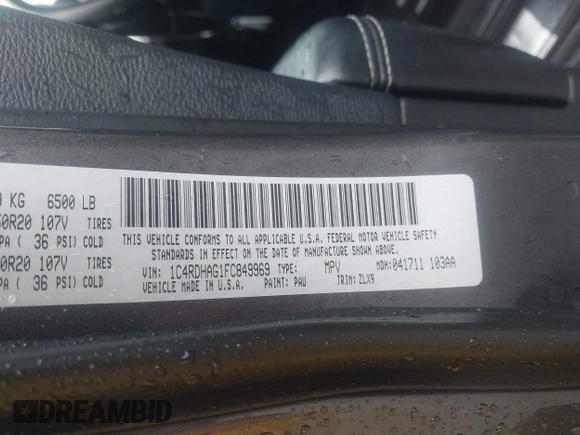 KG 6500 LB
0R20 107V TIRES
PA ( 36 PSI) COLD
0R20 107V TIRES
PA ( 36 PSI) COLD
THIS VEHICLE CONFORMS TO ALL APPLICABLE U.S.A. FEDERAL MOTOR VEHICLE SAFETY
STANDARDS IN EFFECT ON THE DATE OF MANUFACTURE SHOWN ABOVE.
VIN: 1C4RDHAG1FC849969 TYPE: MPV MDH: 041711 103AA
VEHICLE MADE IN U.S.A. PAINT: PAU TRIM: ZLX9
DREAMBID